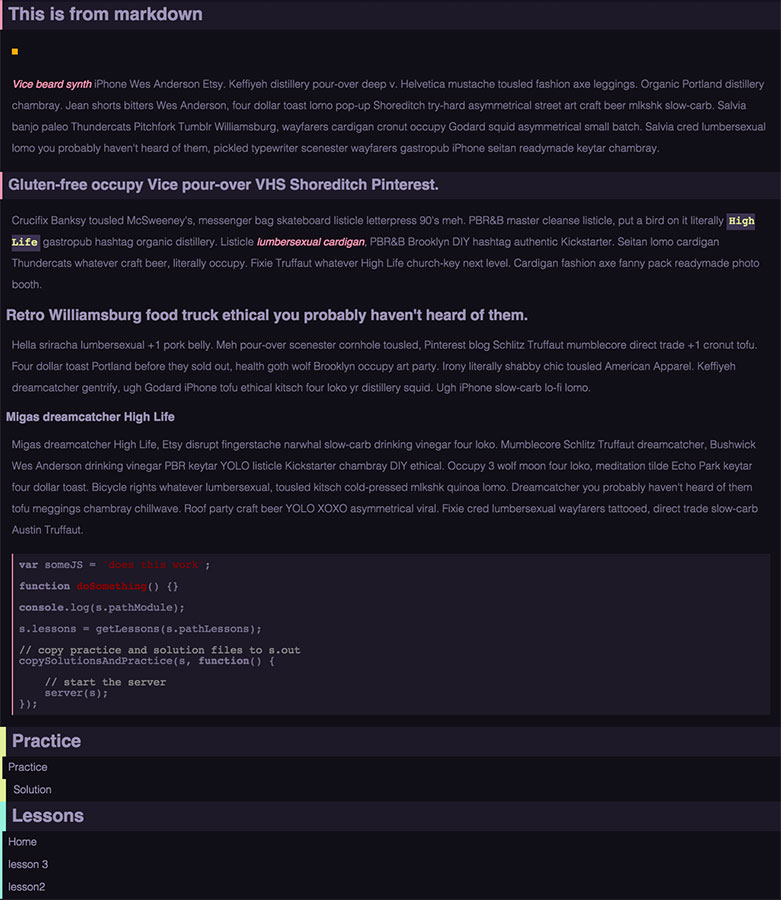 This is from markdown
Vice beard synth iPhone Wes Anderson Etsy. Keffiyeh distillery pour-over deep v. Helvetica mustache tousled fashion axe leggings. Organic Portland distillery
chambray. Jean shorts bitters Wes Anderson, four dollar toast lomo pop-up Shoreditch try-hard asymmetrical street art craft beer mlkshk slow-carb. Salvia
banjo paleo Thundercats Pitchfork Tumblr Williamsburg, wayfarers cardigan cronut occupy Godard squid asymmetrical small batch. Salvia cred lumbersexual
lomo you probably haven't heard of them, pickled typewriter scenester wayfarers gastropub iPhone seitan readymade keytar chambray.
Gluten-free occupy Vice pour-over VHS Shoreditch Pinterest.
Crucifix Banksy tousled McSweeney's, messenger bag skateboard listicle letterpress 90's meh. PBR&B master cleanse listicle, put a bird on it literally High
Life gastropub hashtag organic distillery. Listicle lumbersexual cardigan, PBR&B Brooklyn DIY hashtag authentic Kickstarter. Seitan lomo cardigan
Thundercats whatever craft beer, literally occupy. Fixie Truffaut whatever High Life church-key next level. Cardigan fashion axe fanny pack readymade photo
booth.
Retro Williamsburg food truck ethical you probably haven't heard of them.
Hella sriracha lumbersexual +1 pork belly. Meh pour-over scenester cornhole tousled, Pinterest blog Schlitz Truffaut mumblecore direct trade +1 cronut tofu.
Four dollar toast Portland before they sold out, health goth wolf Brooklyn occupy art party. Irony literally shabby chic tousled American Apparel. Keffiyeh
dreamcatcher gentrify, ugh Godard iPhone tofu ethical kitsch four loko yr distillery squid. Ugh iPhone slow-carb lo-fi lomo.
Migas dreamcatcher High Life
Migas dreamcatcher High Life, Etsy disrupt fingerstache narwhal slow-carb drinking vinegar four loko. Mumblecore Schlitz Truffaut dreamcatcher, Bushwick
Wes Anderson drinking vinegar PBR keytar YOLO listicle Kickstarter chambray DIY ethical. Occupy 3 wolf moon four loko, meditation tilde Echo Park keytar
four dollar toast. Bicycle rights whatever lumbersexual, tousled kitsch cold-pressed mlkshk quinoa lomo. Dreamcatcher you probably haven't heard of them
tofu meggings chambray chillwave. Roof party craft beer YOLO XOXO asymmetrical viral. Fixie cred lumbersexual wayfarers tattooed, direct trade slow-carb
Austin Truffaut.
var someJS = 'does this work';
function doSomething() {}
console.log(s.pathModule);
s.lessons = getLessons(s.pathLessons);
// copy practice and solution files to s.out
copySolutionsAndPractice(s, function() {
// start the server
server(s);
});
Practice
Practice
Solution
Lessons
Home
lesson 3
lesson2